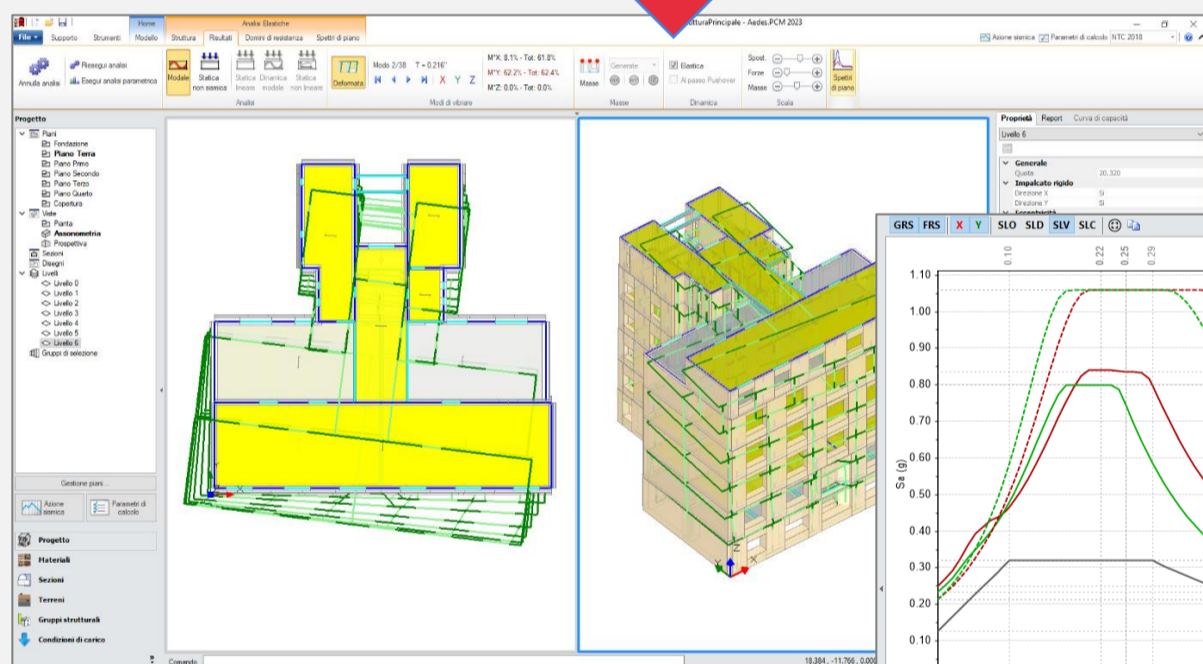 StrutturaPrincipale - Aedes.PCM 2023
Home
Analisi Elastiche
File
Supporto
Strumenti
Modello
Struttura
Risultati
Domini di resistenza
Spettri di piano
Azione sismica
Parametri di calcolo
NTC 2018
Annulla analisi
Riesegui analisi
Esegui analisi parametrica
Modale
Statica non sismica
Statica lineare
Dinamica modale
Statica non lineare
Analisi
Deformata
Modo 2/38 T = 0.216"
X Y Z
M*X: 8.1% - Tot: 61.8%
M*Y: 62.2% - Tot: 62.4%
M*Z: 0.0% - Tot: 0.0%
Modi di vibrare
Masse
Generate
Masse
Elastica
Al passo Pushover
Dinamica
Spost.
Forze
Masse
Scala
Spettri di piano
Progetto
Piani
Fondazione
Piano Terra
Piano Primo
Piano Secondo
Piano Terzo
Piano Quarto
Copertura
Viste
Pianta
Assonometria
Prospettiva
Sezioni
Disegni
Livelli
Livello 0
Livello 1
Livello 2
Livello 3
Livello 4
Livello 5
Livello 6
Gruppi di selezione
Gestione piani...
Azione sismica
Parametri di calcolo
Progetto
Materiali
Sezioni
Terreni
Gruppi strutturali
Condizioni di carico
Comando
X
Z
X
Proprietà
Report
Curva di capacità
Livello 6
Generale
Quota 20.320
Impalcato rigido
Direzione X Sì
Direzione Y Sì
GRS FRS X Y SLO SLD SLV SLC
0.10
0.22
0.25
0.29
1.10
1.00
0.90
0.80
0.70
0.60
0.50
0.40
0.30
0.20
0.10
Sa (g)